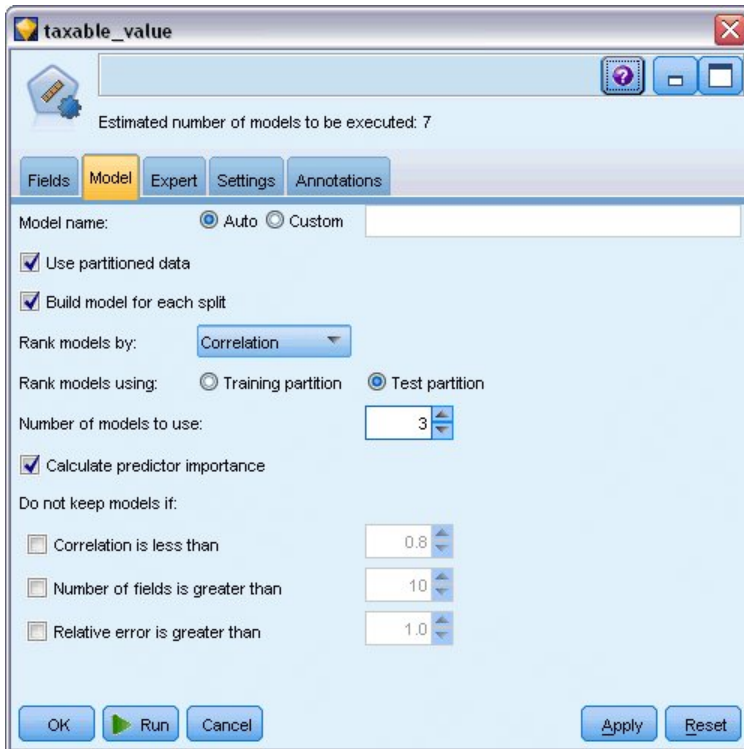 taxable_value
Estimated number of models to be executed: 7
Fields Model Expert Settings Annotations
Model name: Auto Custom
Use partitioned data
Build model for each split
Rank models by: Correlation
Rank models using: Training partition Test partition
Number of models to use: 3
Calculate predictor importance
Do not keep models if:
Correlation is less than 0.8
Number of fields is greater than 10
Relative error is greater than 1.0
OK Run Cancel Apply Reset